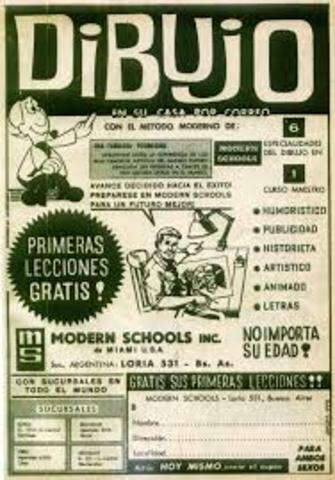 DiBUJO
EN SU CASA POR CORREO
CON EL METODO MODERNO DE:
MODERN
SCHOOLS
6
ESPECIALIDADES
DEL DIBUJO EN
1
CURSO MAESTRO
AVANCE DECIDIDO HACIA EL EXITO!
PREPARESE EN MODERN SCHOOLS
PARA UN FUTURO MEJOR!
• HUMORISTICO
• PUBLICIDAD
• HISTORIETA
• ARTISTICO
• ANIMADO
• LETRAS
PRIMERAS
LECCIONES
GRATIS!
mS
MODERN SCHOOLS INC.
de MIAMI U.S.A.
Suc. ARGENTINA: LORIA 531 - Bs. As.
NO IMPORTA
SU EDAD!
CON SUCURSALES EN
TODO EL MUNDO
SUCURSALES
GRATIS SUS PRIMERAS LECCIONES!!
MODERN SCHOOLS - Loria 531, Buenos Aires
Nombre
Dirección
Localidad
HOY MISMO
PARA
AMBOS
SEXOS